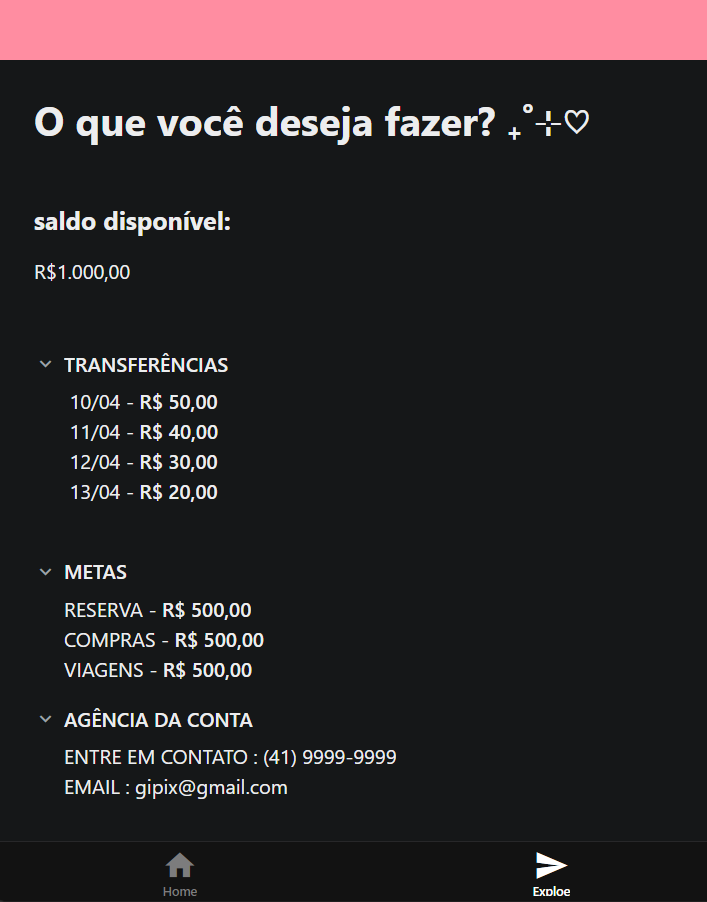 O que você deseja fazer? ₊˚⊹♡
saldo disponível:
R$1.000,00
TRANSFERÊNCIAS
10/04 - R$ 50,00
11/04 - R$ 40,00
12/04 - R$ 30,00
13/04 - R$ 20,00
METAS
RESERVA - R$ 500,00
COMPRAS - R$ 500,00
VIAGENS - R$ 500,00
AGÊNCIA DA CONTA
ENTRE EM CONTATO : (41) 9999-9999
EMAIL : gipix@gmail.com
Home
Exploe